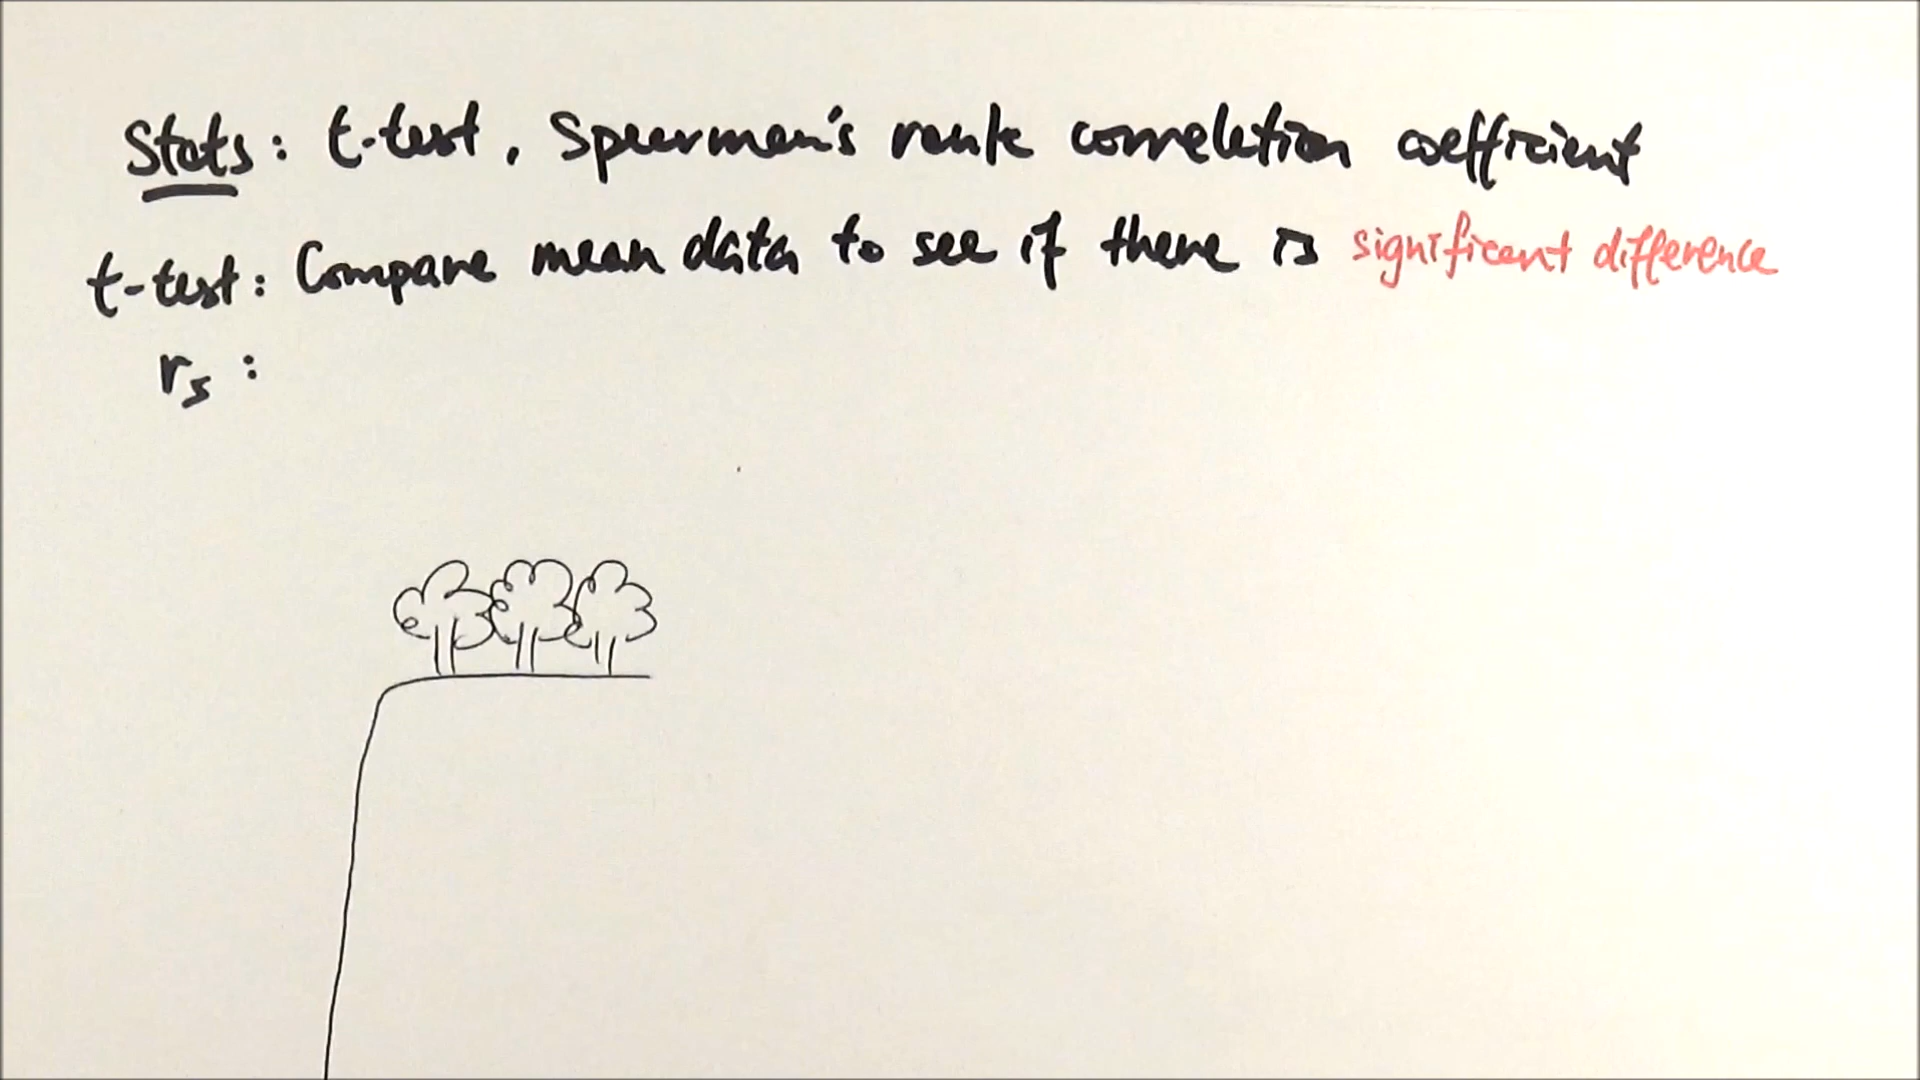 Stats: t-test, Spearman's rank correlation coefficient
t-test: Compare mean data to see if there is significant difference
rs :